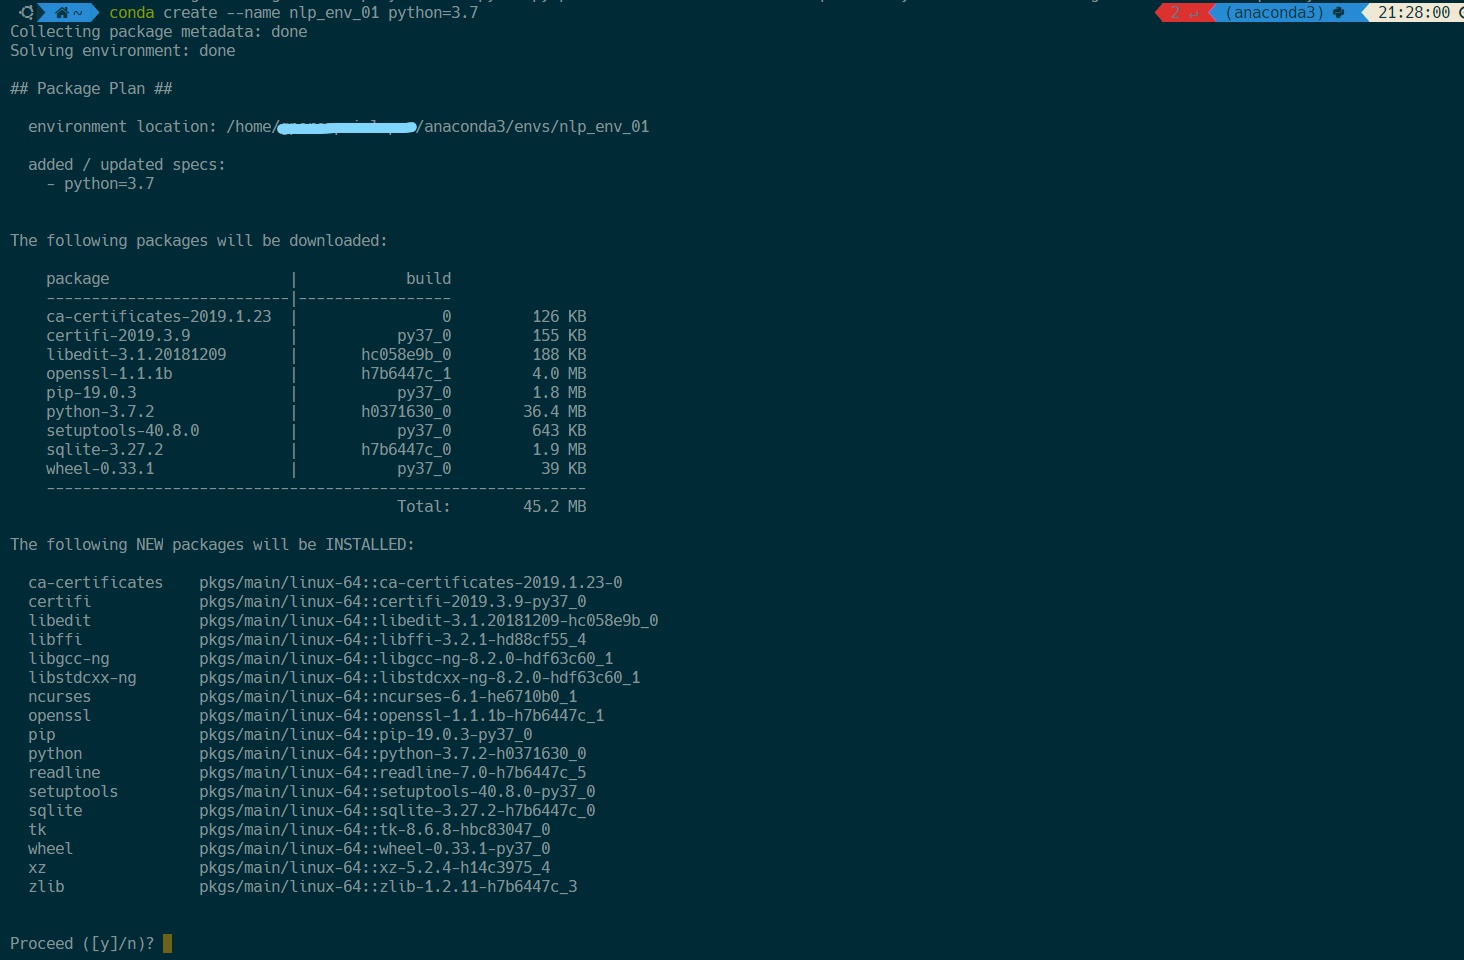 ~ conda create --name nlp_env_01 python=3.7 2 ↵ (anaconda3) 21:28:00
Collecting package metadata: done
Solving environment: done
## Package Plan ##
environment location: /home/ /anaconda3/envs/nlp_env_01
added / updated specs:
- python=3.7
The following packages will be downloaded:
package | build
---------------------------|-----------------
ca-certificates-2019.1.23 | 0 126 KB
certifi-2019.3.9 | py37_0 155 KB
libedit-3.1.20181209 | hc058e9b_0 188 KB
openssl-1.1.1b | h7b6447c_1 4.0 MB
pip-19.0.3 | py37_0 1.8 MB
python-3.7.2 | h0371630_0 36.4 MB
setuptools-40.8.0 | py37_0 643 KB
sqlite-3.27.2 | h7b6447c_0 1.9 MB
wheel-0.33.1 | py37_0 39 KB
------------------------------------------------------------
Total: 45.2 MB
The following NEW packages will be INSTALLED:
ca-certificates pkgs/main/linux-64::ca-certificates-2019.1.23-0
certifi pkgs/main/linux-64::certifi-2019.3.9-py37_0
libedit pkgs/main/linux-64::libedit-3.1.20181209-hc058e9b_0
libffi pkgs/main/linux-64::libffi-3.2.1-hd88cf55_4
libgcc-ng pkgs/main/linux-64::libgcc-ng-8.2.0-hdf63c60_1
libstdcxx-ng pkgs/main/linux-64::libstdcxx-ng-8.2.0-hdf63c60_1
ncurses pkgs/main/linux-64::ncurses-6.1-he6710b0_1
openssl pkgs/main/linux-64::openssl-1.1.1b-h7b6447c_1
pip pkgs/main/linux-64::pip-19.0.3-py37_0
python pkgs/main/linux-64::python-3.7.2-h0371630_0
readline pkgs/main/linux-64::readline-7.0-h7b6447c_5
setuptools pkgs/main/linux-64::setuptools-40.8.0-py37_0
sqlite pkgs/main/linux-64::sqlite-3.27.2-h7b6447c_0
tk pkgs/main/linux-64::tk-8.6.8-hbc83047_0
wheel pkgs/main/linux-64::wheel-0.33.1-py37_0
xz pkgs/main/linux-64::xz-5.2.4-h14c3975_4
zlib pkgs/main/linux-64::zlib-1.2.11-h7b6447c_3
Proceed ([y]/n)?